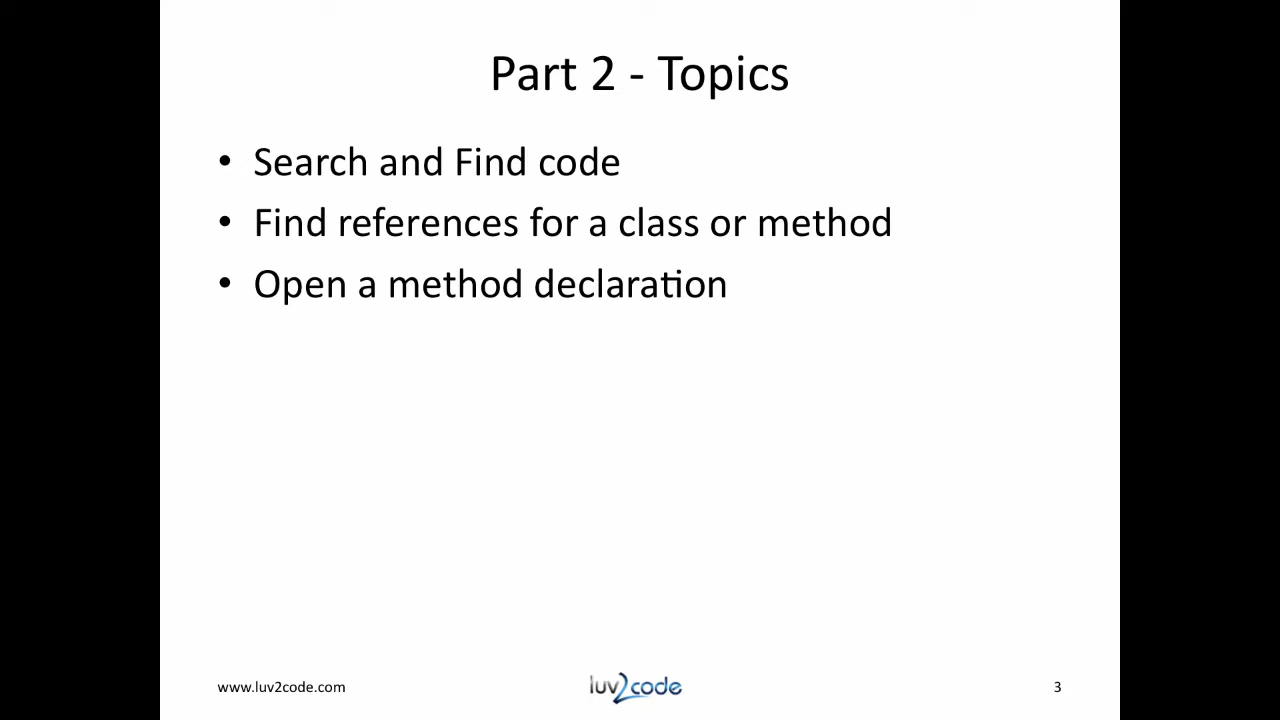 Part 2 - Topics
• Search and Find code
• Find references for a class or method
• Open a method declaration
www.luv2code.com
luv2code
3